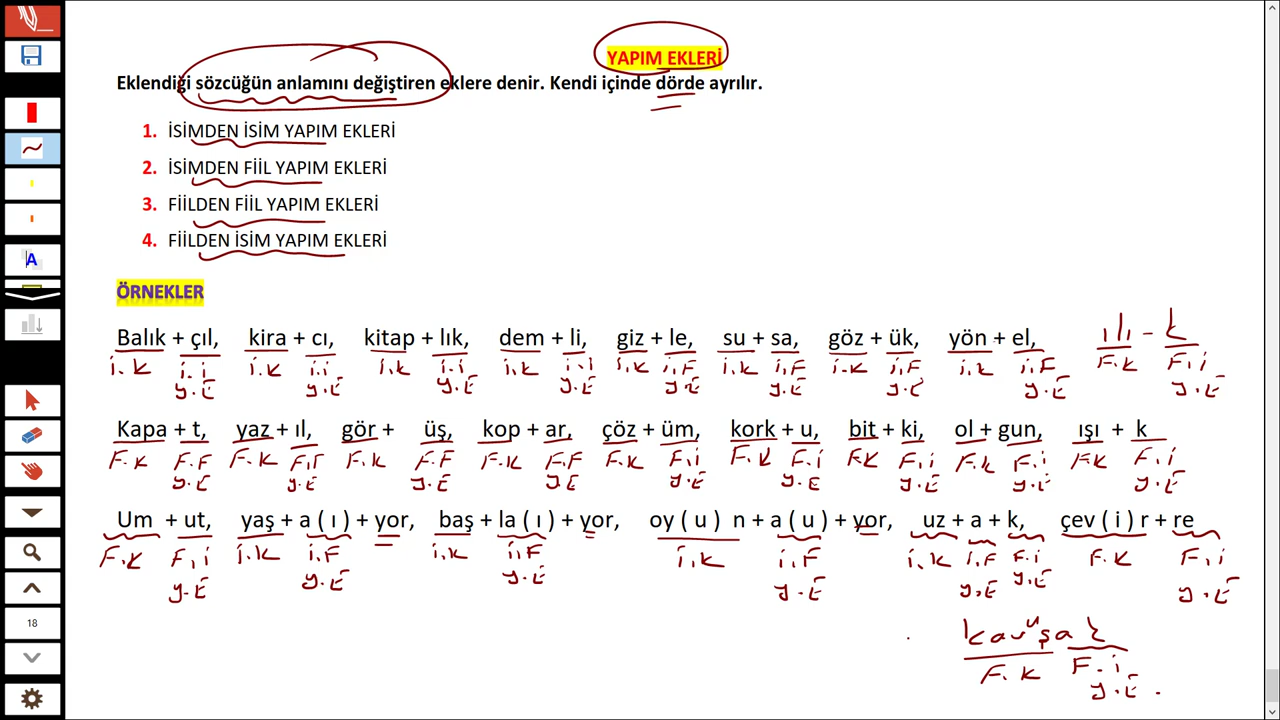 YAPIM EKLERİ
Eklendiği sözcüğün anlamını değiştiren eklere denir. Kendi içinde dörde ayrılır.
1. İSİMDEN İSİM YAPIM EKLERİ
2. İSİMDEN FİİL YAPIM EKLERİ
3. FİİLDEN FİİL YAPIM EKLERİ
4. FİİLDEN İSİM YAPIM EKLERİ
A
ÖRNEKLER
Balık + çıl, kira + cı, kitap + lık, dem + li, giz + le, su + sa, göz + ük, yön + el, ılı - k
i.K i.i i.K i.i i.K i.i i.K i.i i.K i.F i.K i.F i.K i.F i.K i.F F.K F.i
y.E y.E y.E y.E y.E y.E y.E y.E y.E
Kapa + t, yaz + ıl, gör + üş, kop + ar, çöz + üm, kork + u, bit + ki, ol + gun, ışı + k
F.K F.F F.K F.F F.K F.F F.K F.F F.K F.i F.K F.i F.K F.i F.K F.i F.K F.i
y.E y.E y.E y.E y.E y.E y.E y.E y.E
Um + ut, yaş + a ( ı ) + yor, baş + la ( ı ) + yor, oy ( u ) n + a ( u ) + yor, uz + a + k, çev ( i ) r + re
F.K F.i i.K i.F i.K i.F i.K i.F i.K i.F F.i F.K F.i
y.E y.E y.E y.E y.E y.E y.E
18
kavuşak
F.K F.i
y.E